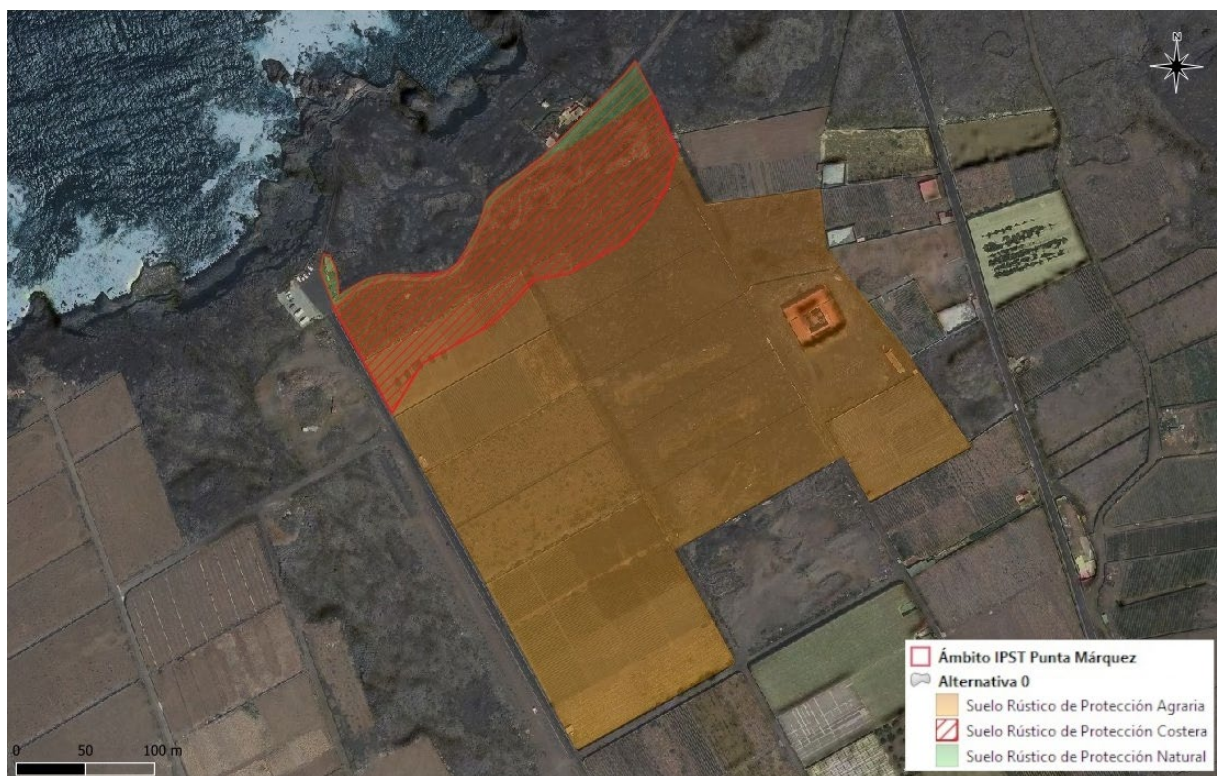 N
Ámbito IPST Punta Márquez
Alternativa 0
Suelo Rústico de Protección Agraria
Suelo Rústico de Protección Costera
Suelo Rústico de Protección Natural
0 50 100 m